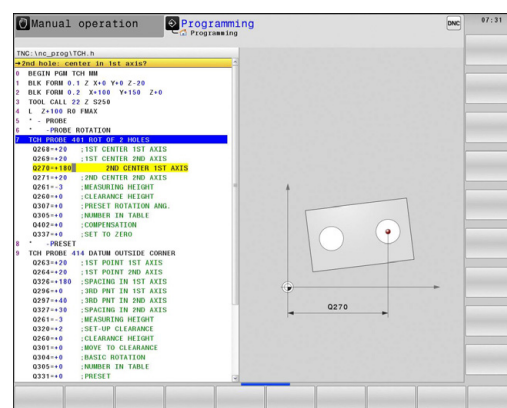 Manual operation
Programming
Programming
DNC
07:31
TNC:\nc_prog\TCH.h
→2nd hole: center in 1st axis?
0 BEGIN PGM TCH MM
1 BLK FORM 0.1 Z X+0 Y+0 Z-20
2 BLK FORM 0.2 X+100 Y+150 Z+0
3 TOOL CALL 22 Z S250
4 L Z+100 R0 FMAX
5 * - PROBE
6 * -PROBE ROTATION
7 TCH PROBE 401 ROT OF 2 HOLES
Q268=+20 ;1ST CENTER 1ST AXIS
Q269=+20 ;1ST CENTER 2ND AXIS
Q270=+180 2ND CENTER 1ST AXIS
Q271=+20 ;2ND CENTER 2ND AXIS
Q261=-3 ;MEASURING HEIGHT
Q260=+0 ;CLEARANCE HEIGHT
Q307=+0 ;PRESET ROTATION ANG.
Q305=+0 ;NUMBER IN TABLE
Q402=+0 ;COMPENSATION
Q337=+0 ;SET TO ZERO
8 * -PRESET
9 TCH PROBE 414 DATUM OUTSIDE CORNER
Q263=+20 ;1ST POINT 1ST AXIS
Q264=+20 ;1ST POINT 2ND AXIS
Q326=+180 ;SPACING IN 1ST AXIS
Q296=+0 ;3RD PNT IN 1ST AXIS
Q297=+40 ;3RD PNT IN 2ND AXIS
Q327=+30 ;SPACING IN 2ND AXIS
Q261=-3 ;MEASURING HEIGHT
Q320=+2 ;SET-UP CLEARANCE
Q260=+0 ;CLEARANCE HEIGHT
Q301=+0 ;MOVE TO CLEARANCE
Q304=+0 ;BASIC ROTATION
Q305=+0 ;NUMBER IN TABLE
Q331=+0 ;PRESET
Q270